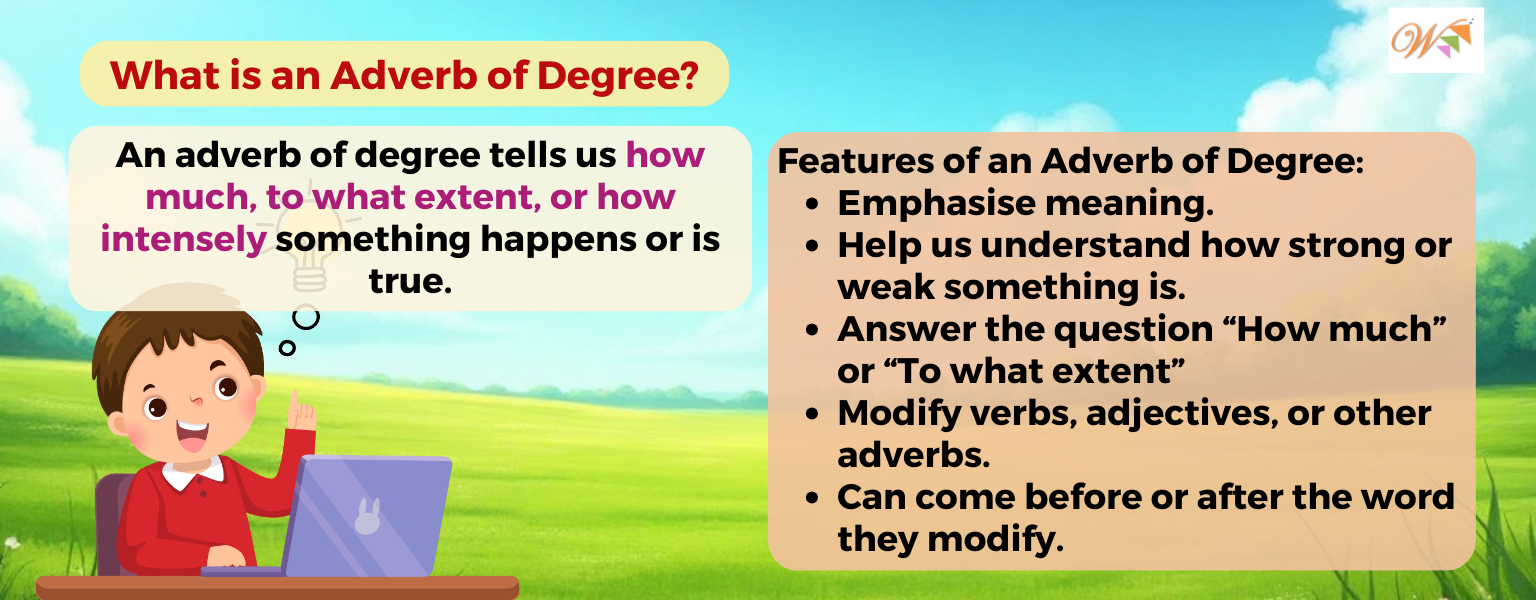 What is an Adverb of Degree?
An adverb of degree tells us how
much, to what extent, or how
intensely something happens or is
true.
W
Features of an Adverb of Degree:
• Emphasise meaning.
• Help us understand how strong or
weak something is.
• Answer the question “How much”
or “To what extent”
• Modify verbs, adjectives, or other
adverbs.
• Can come before or after the word
they modify.